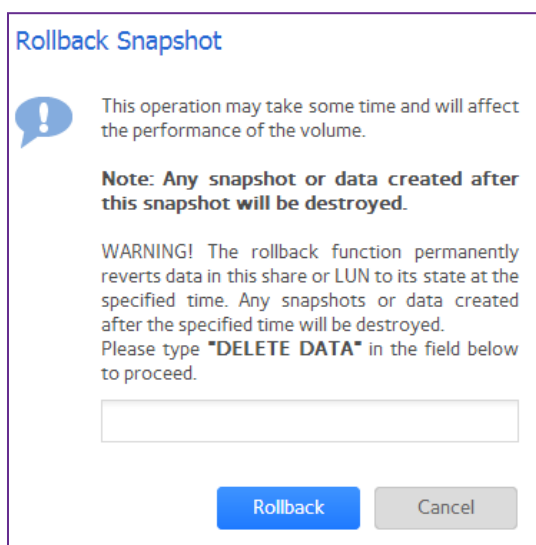 Rollback Snapshot
This operation may take some time and will affect
the performance of the volume.
Note: Any snapshot or data created after
this snapshot will be destroyed.
WARNING! The rollback function permanently
reverts data in this share or LUN to its state at the
specified time. Any snapshots or data created
after the specified time will be destroyed.
Please type "DELETE DATA" in the field below
to proceed.
Rollback
Cancel